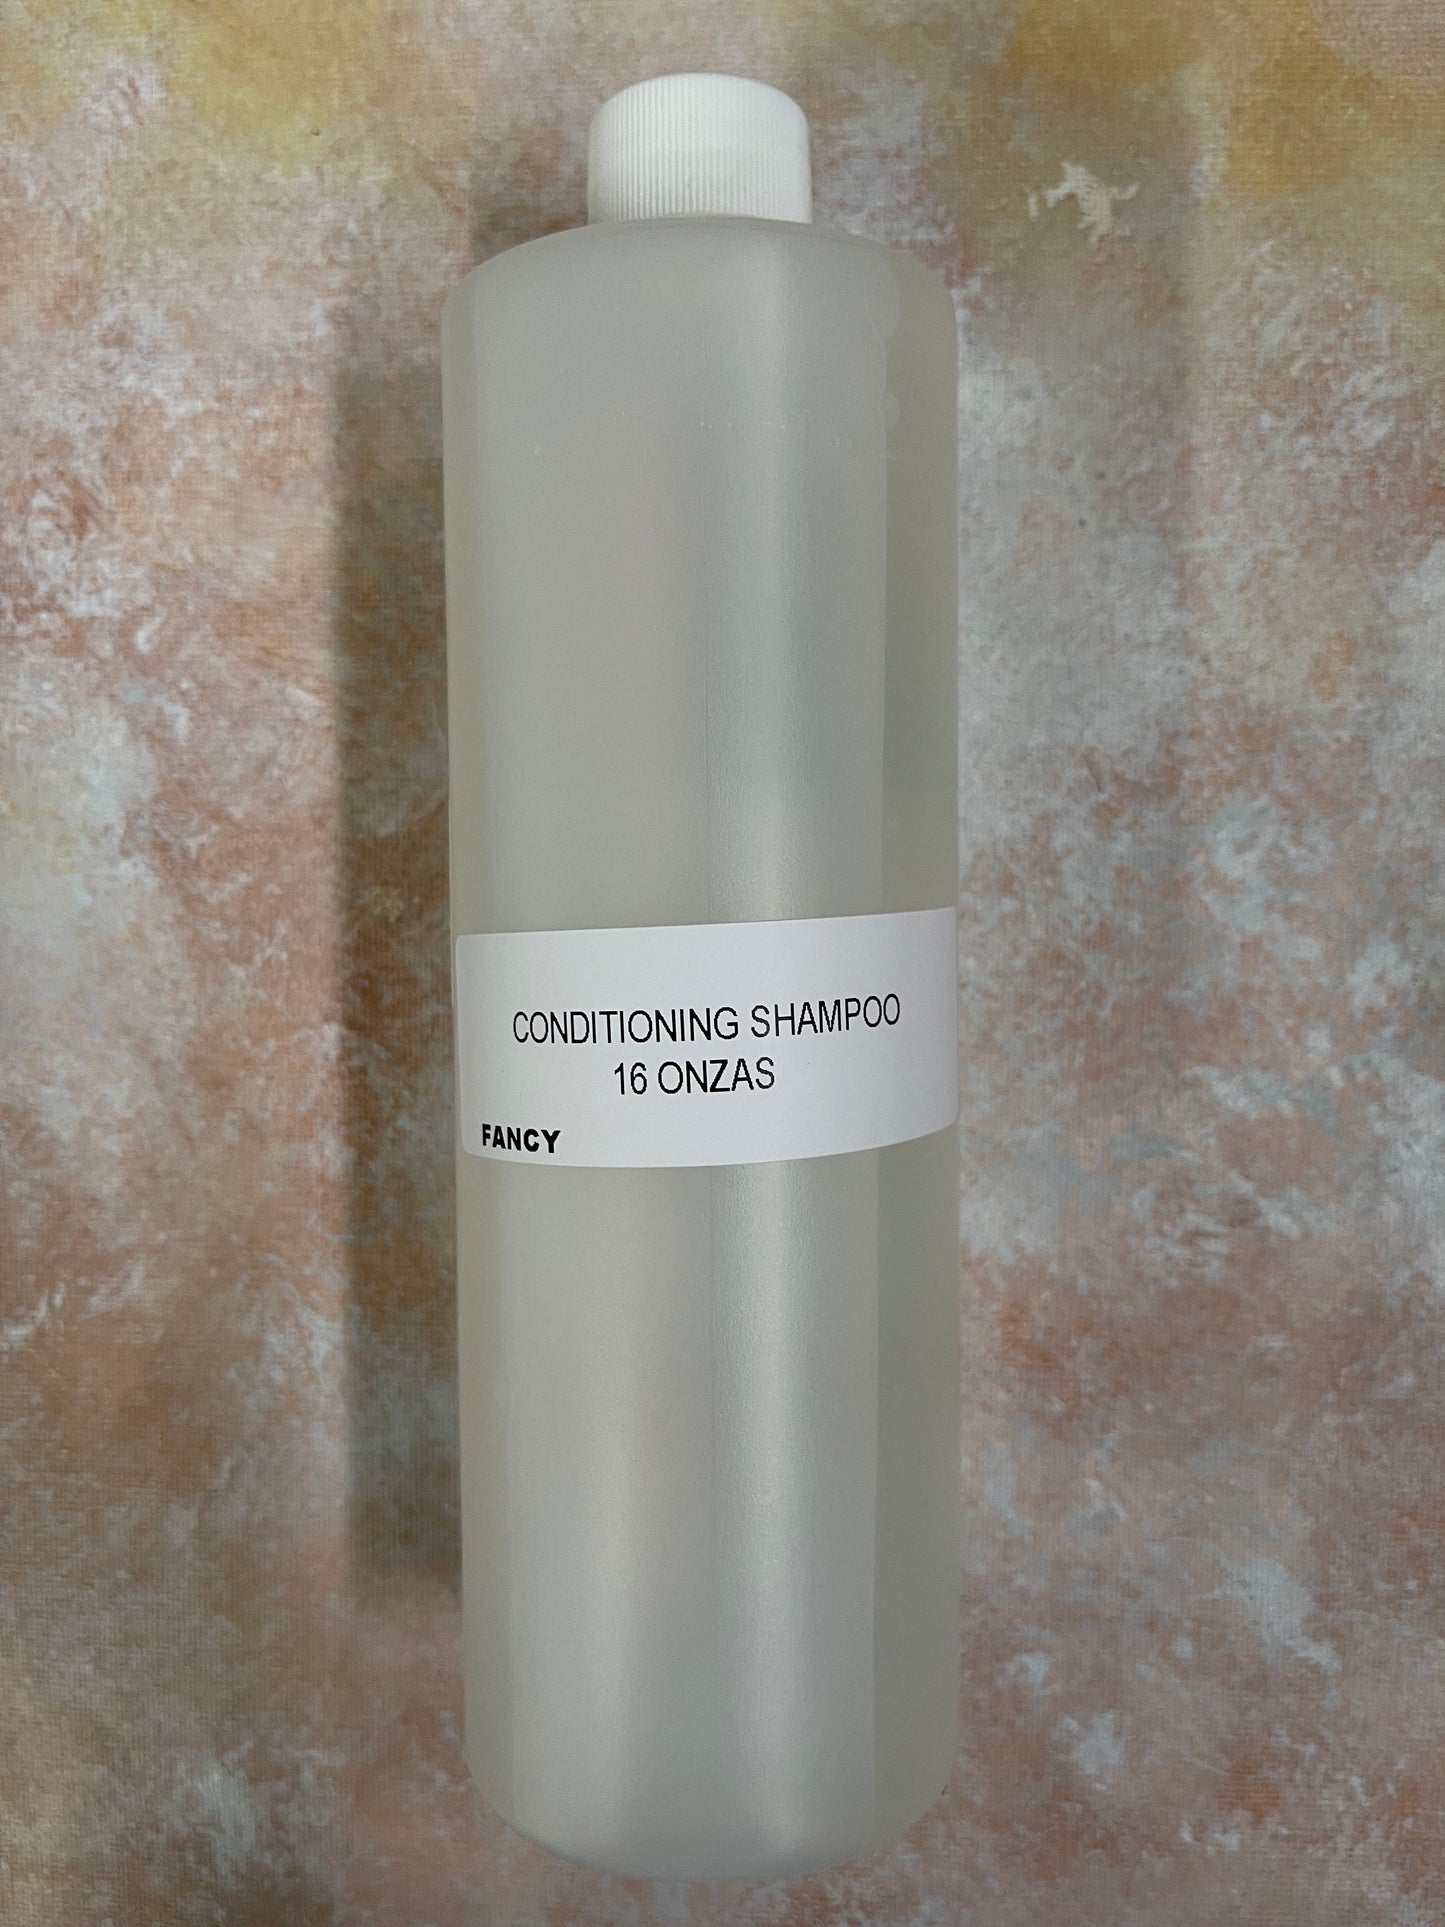 CONDITIONING SHAMPOO
16 ONZAS
FANCY